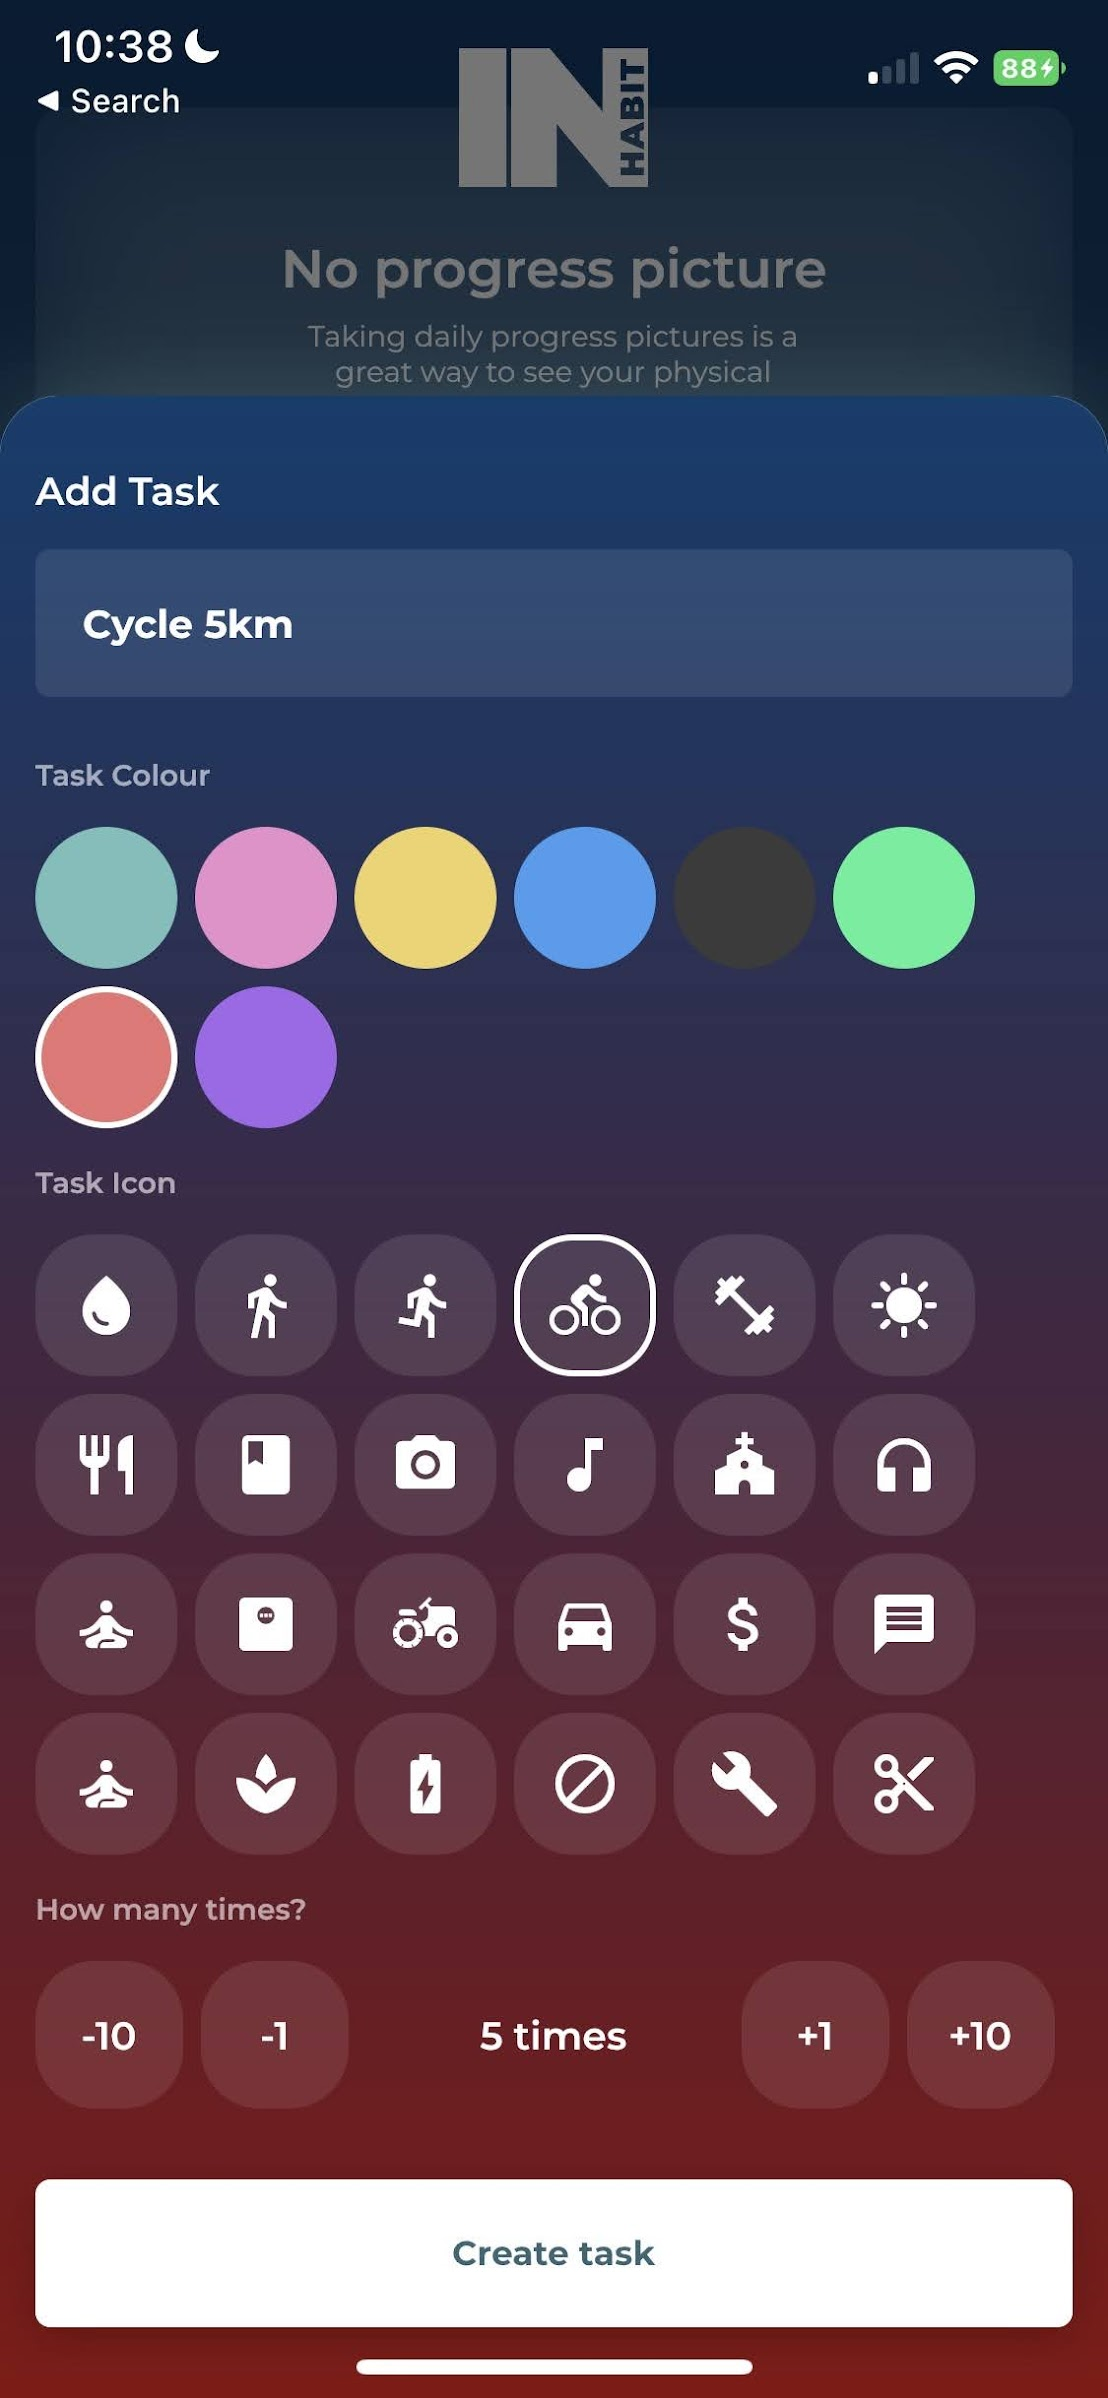 10:38
88
Search
IN
HABIT
No progress picture
Taking daily progress pictures is a
great way to see your physical
Add Task
Cycle 5km
Task Colour
Task Icon
$
How many times?
-10
-1
5 times
+1
+10
Create task